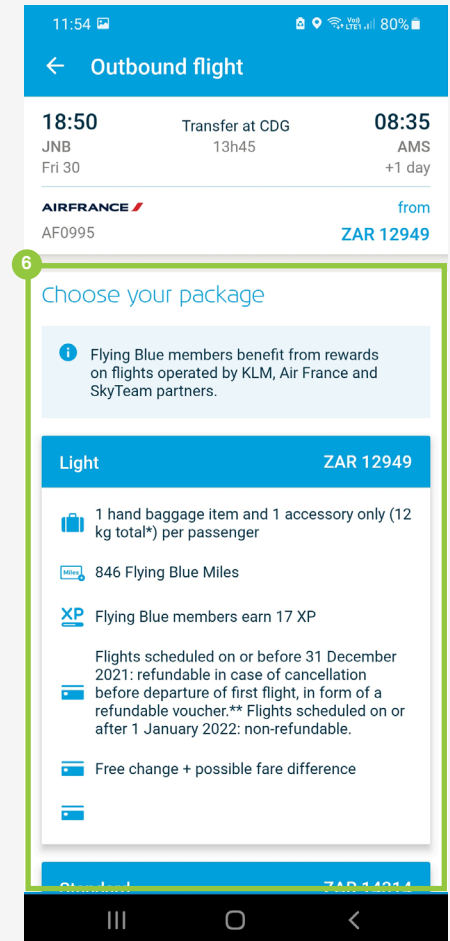 11:54
Vo)) LTE1 80%
Outbound flight
18:50 Transfer at CDG 08:35
JNB 13h45 AMS
Fri 30 +1 day
AIRFRANCE from
AF0995 ZAR 12949
6
Choose your package
Flying Blue members benefit from rewards
on flights operated by KLM, Air France and
SkyTeam partners.
Light ZAR 12949
1 hand baggage item and 1 accessory only (12
kg total*) per passenger
Miles 846 Flying Blue Miles
XP Flying Blue members earn 17 XP
Flights scheduled on or before 31 December
2021: refundable in case of cancellation
before departure of first flight, in form of a
refundable voucher.** Flights scheduled on or
after 1 January 2022: non-refundable.
Free change + possible fare difference
Standard ZAR 14314